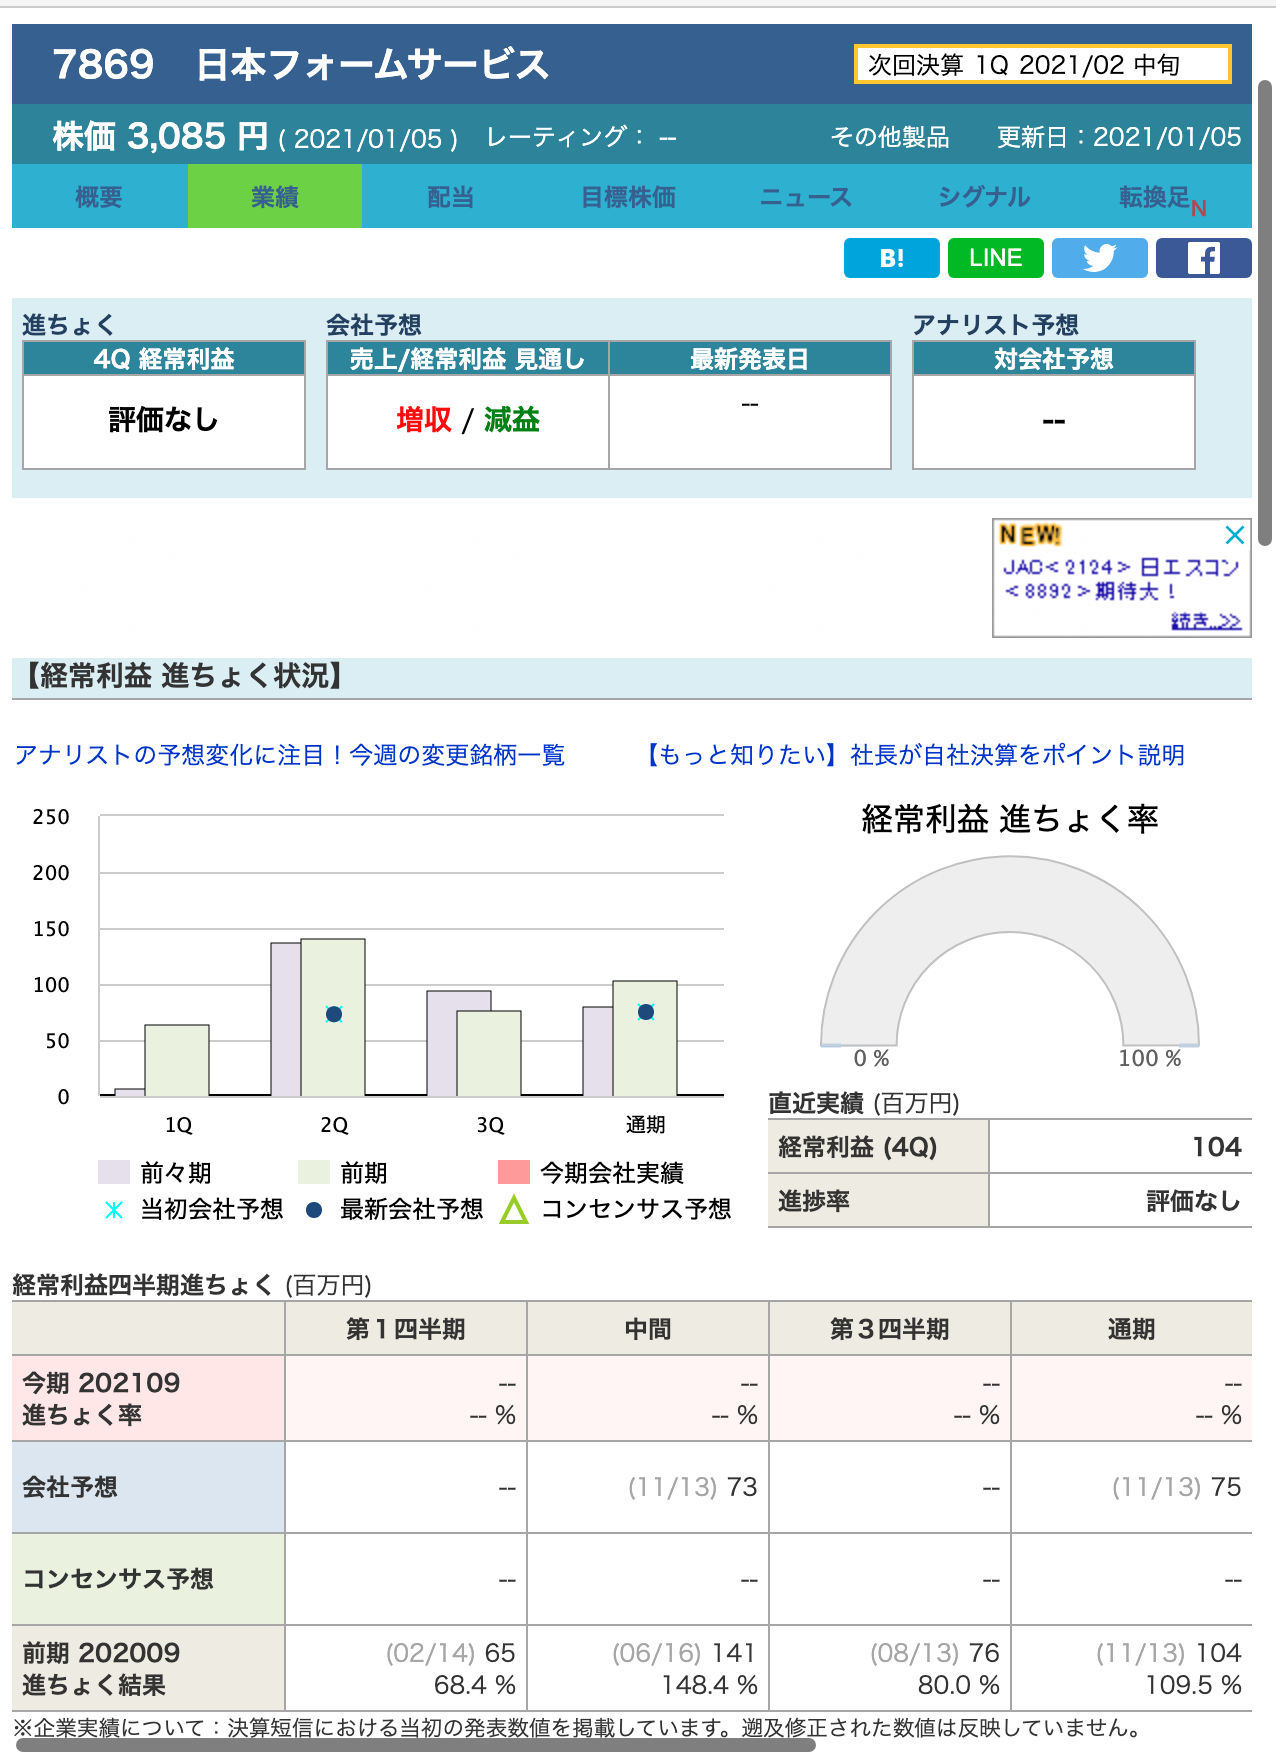 7869 日本フォームサービス
次回決算 1Q 2021/02 中旬
株価 3,085 円 ( 2021/01/05 ) レーティング： -- その他製品 更新日：2021/01/05
概要 業績 配当 目標株価 ニュース シグナル 転換足N
B! LINE
進ちょく 会社予想 アナリスト予想
4Q 経常利益 売上/経常利益 見通し 最新発表日 対会社予想
評価なし 増収 / 減益 -- --
NEW!
JAC<2124> 日エスコン
<8892>期待大！
続き..>>
【経常利益 進ちょく状況】
アナリストの予想変化に注目！今週の変更銘柄一覧 【もっと知りたい】社長が自社決算をポイント説明
経常利益 進ちょく率
250
200
150
100
50
0
1Q 2Q 3Q 通期
前々期 前期 今期会社実績
当初会社予想 最新会社予想 コンセンサス予想
0 % 100 %
直近実績 (百万円)
経常利益 (4Q) 104
進捗率 評価なし
経常利益四半期進ちょく (百万円)
第１四半期 中間 第３四半期 通期
今期 202109 -- -- -- --
進ちょく率 -- % -- % -- % -- %
会社予想 -- (11/13) 73 -- (11/13) 75
コンセンサス予想 -- -- -- --
前期 202009 (02/14) 65 (06/16) 141 (08/13) 76 (11/13) 104
進ちょく結果 68.4 % 148.4 % 80.0 % 109.5 %
※企業実績について：決算短信における当初の発表数値を掲載しています。遡及修正された数値は反映していません。